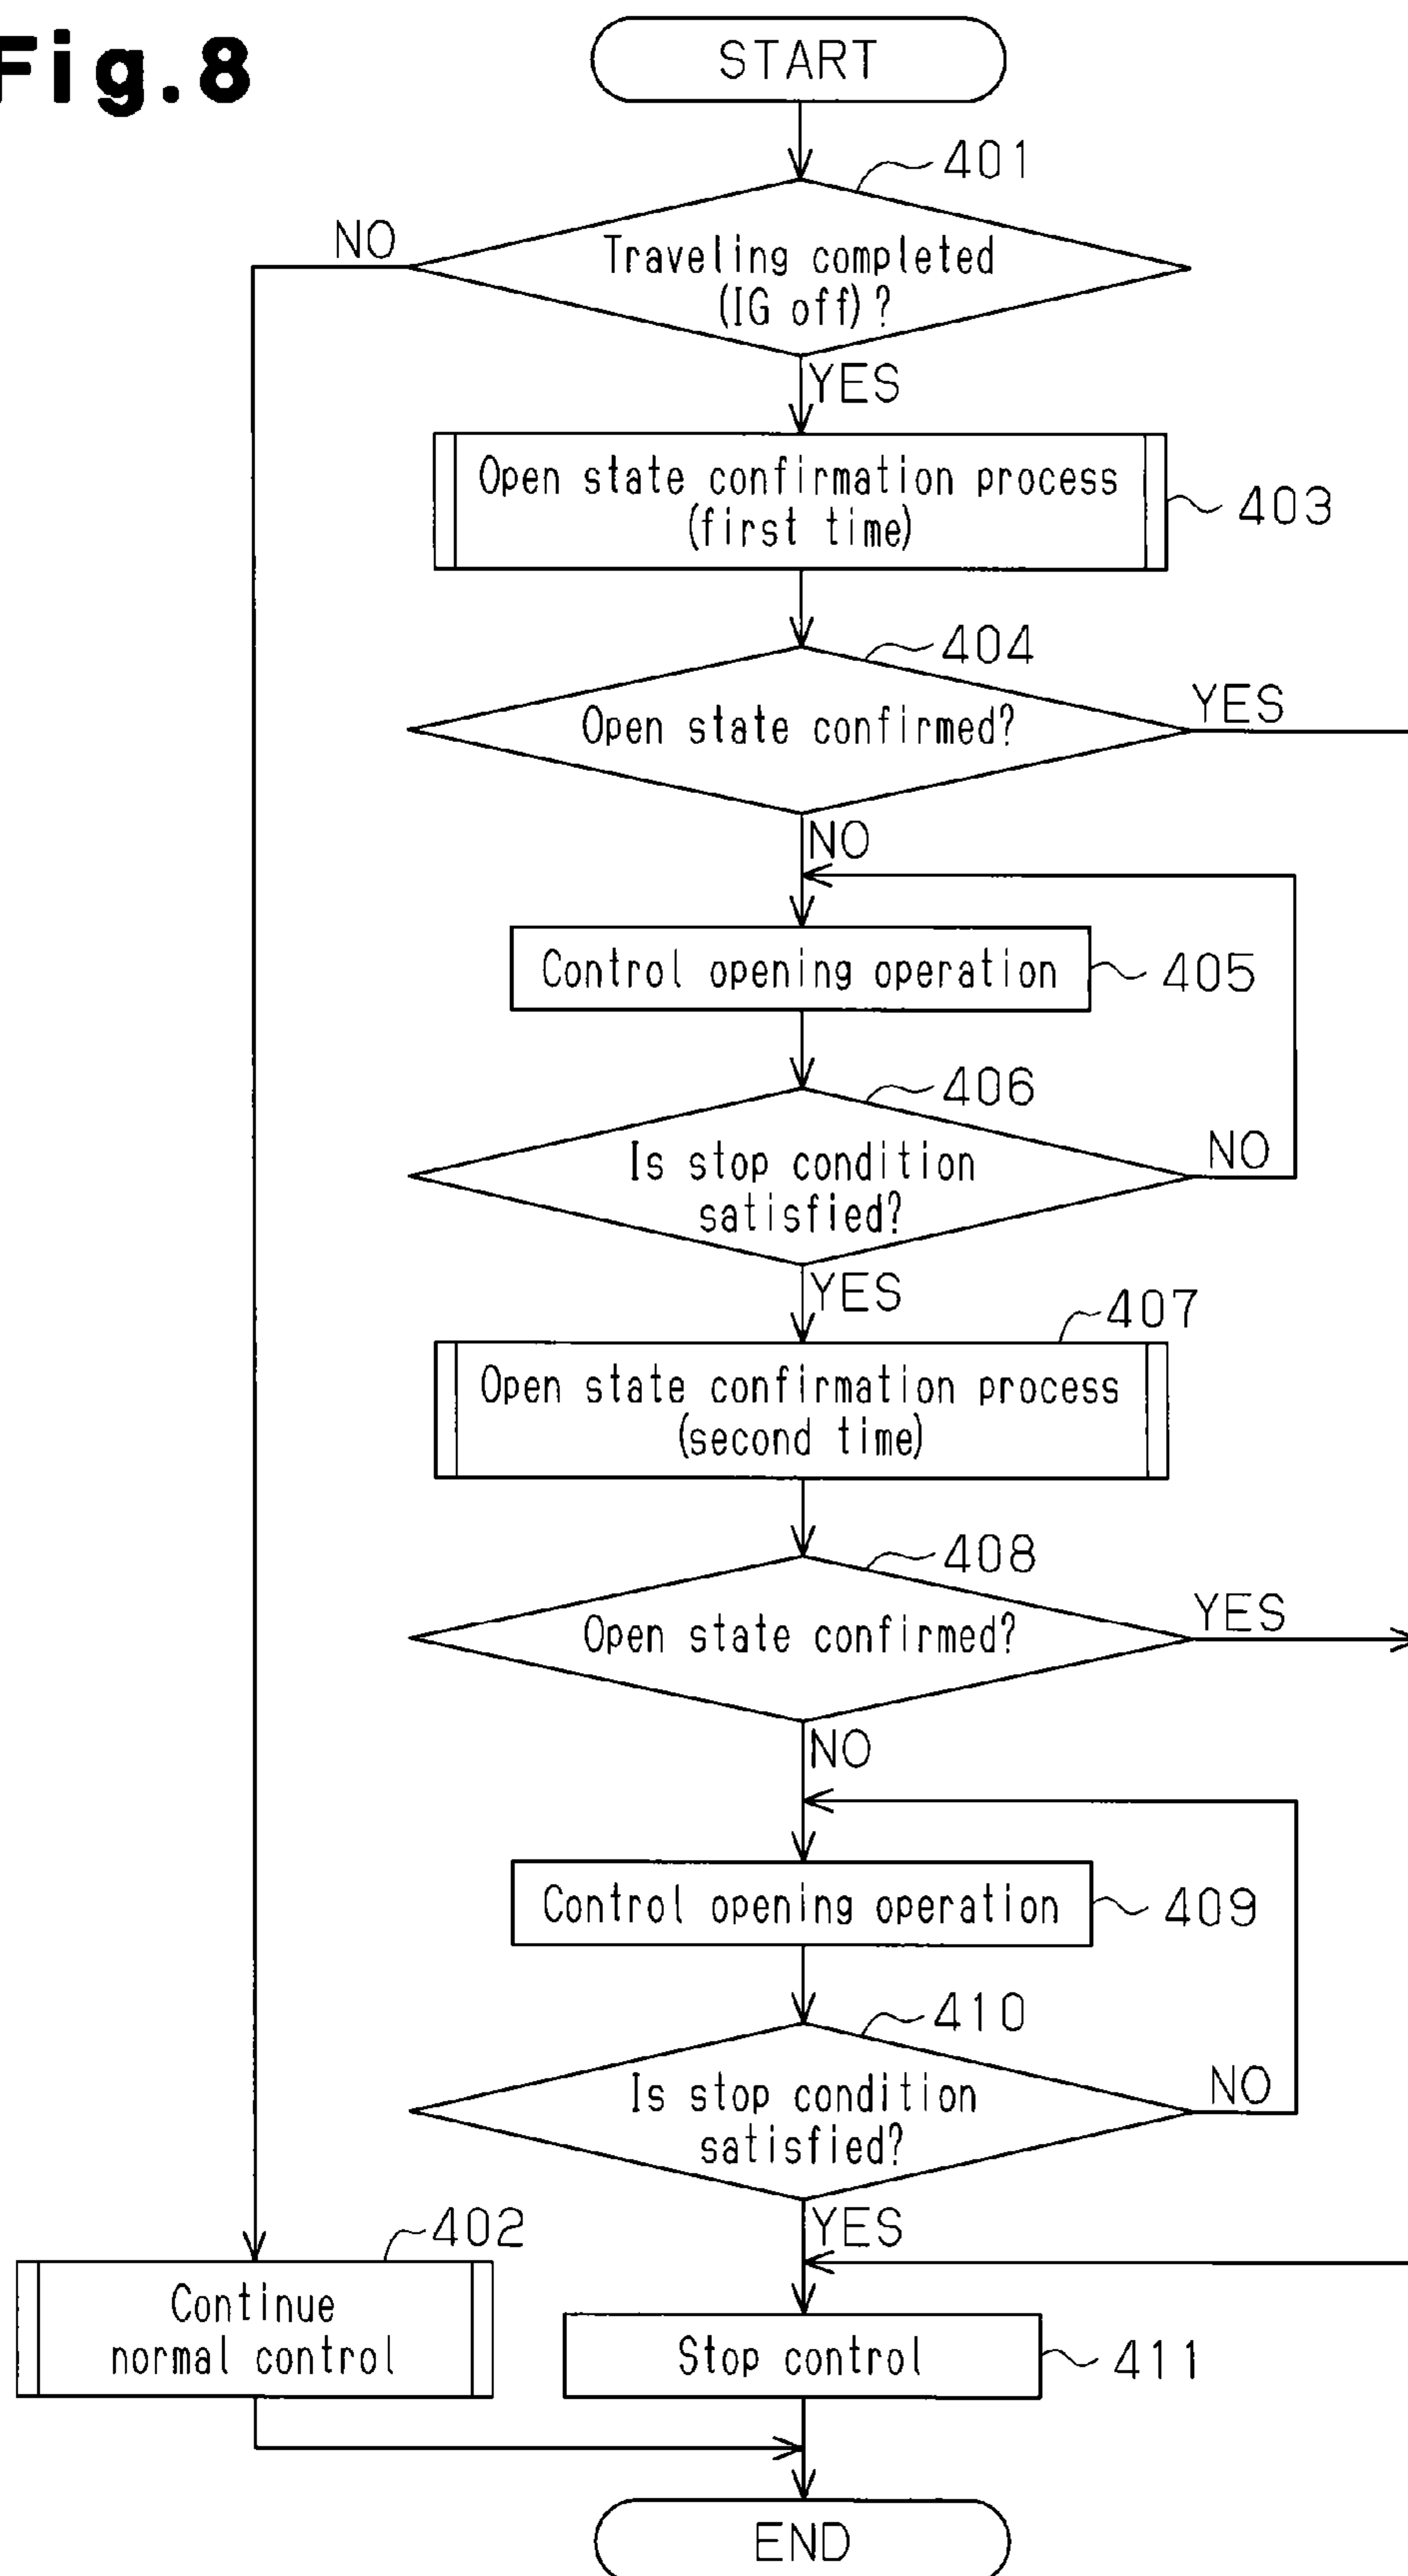 Fig.8
START
401
NO
Traveling completed
(IG off)?
YES
Open state confirmation process
(first time)
403
404
Open state confirmed?
YES
NO
Control opening operation
405
406
Is stop condition
satisfied?
NO
YES
407
Open state confirmation process
(second time)
408
Open state confirmed?
YES
NO
Control opening operation
409
410
Is stop condition
satisfied?
NO
YES
402
Continue
normal control
Stop control
411
END